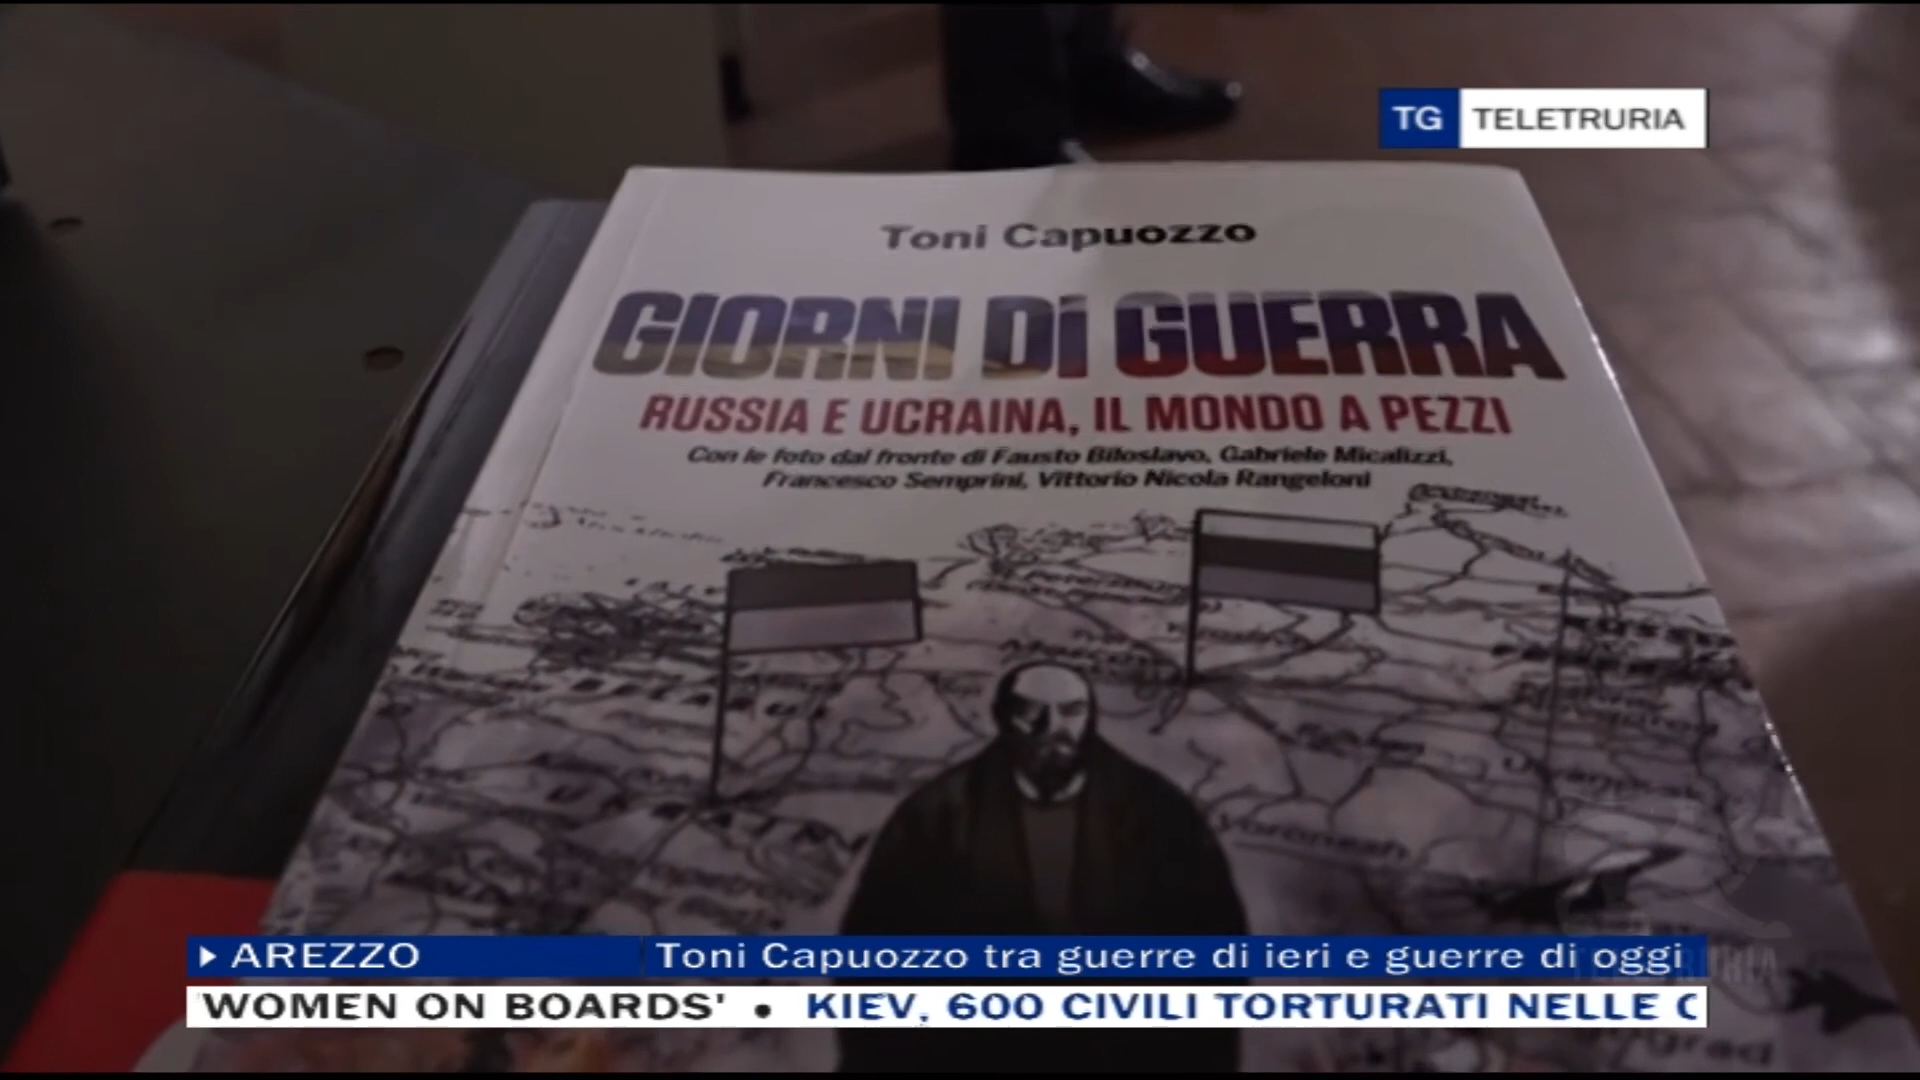 TG TELETRURIA
Toni Capuozzo
GIORNI Di GUERRA
RUSSIA E UCRAINA, IL MONDO A PEZZI
Con le foto dal fronte di Fausto Biloslavo, Gabriele Micalizzi,
Francesco Semprini, Vittorio Nicola Rangeloni
BELARUS
Voronezh
AREZZO Toni Capuozzo tra guerre di ieri e guerre di oggi
'WOMEN ON BOARDS' • KIEV, 600 CIVILI TORTURATI NELLE C